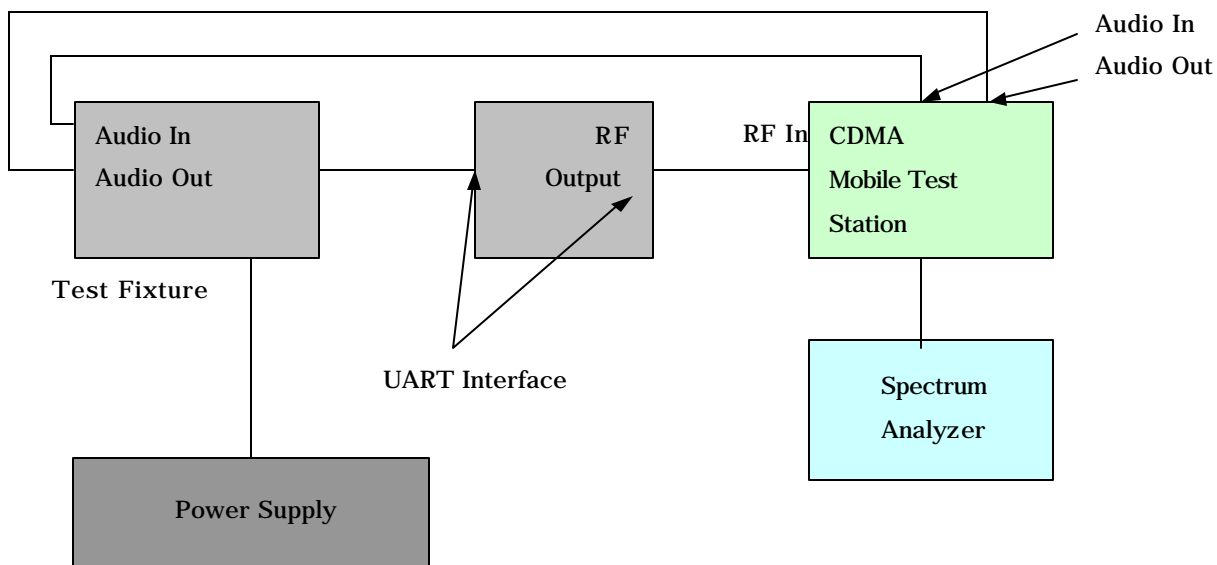 Audio In
Audio Out
Audio In
Audio Out
RF
Output
RF In
CDMA
Mobile Test
Station
Test Fixture
UART Interface
Spectrum
Analyzer
Power Supply